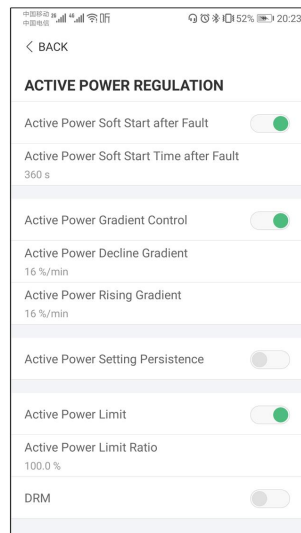 中国移动 26 46 52% 20:23
中国电信
< BACK
ACTIVE POWER REGULATION
Active Power Soft Start after Fault
Active Power Soft Start Time after Fault
360 s
Active Power Gradient Control
Active Power Decline Gradient
16 %/min
Active Power Rising Gradient
16 %/min
Active Power Setting Persistence
Active Power Limit
Active Power Limit Ratio
100.0 %
DRM